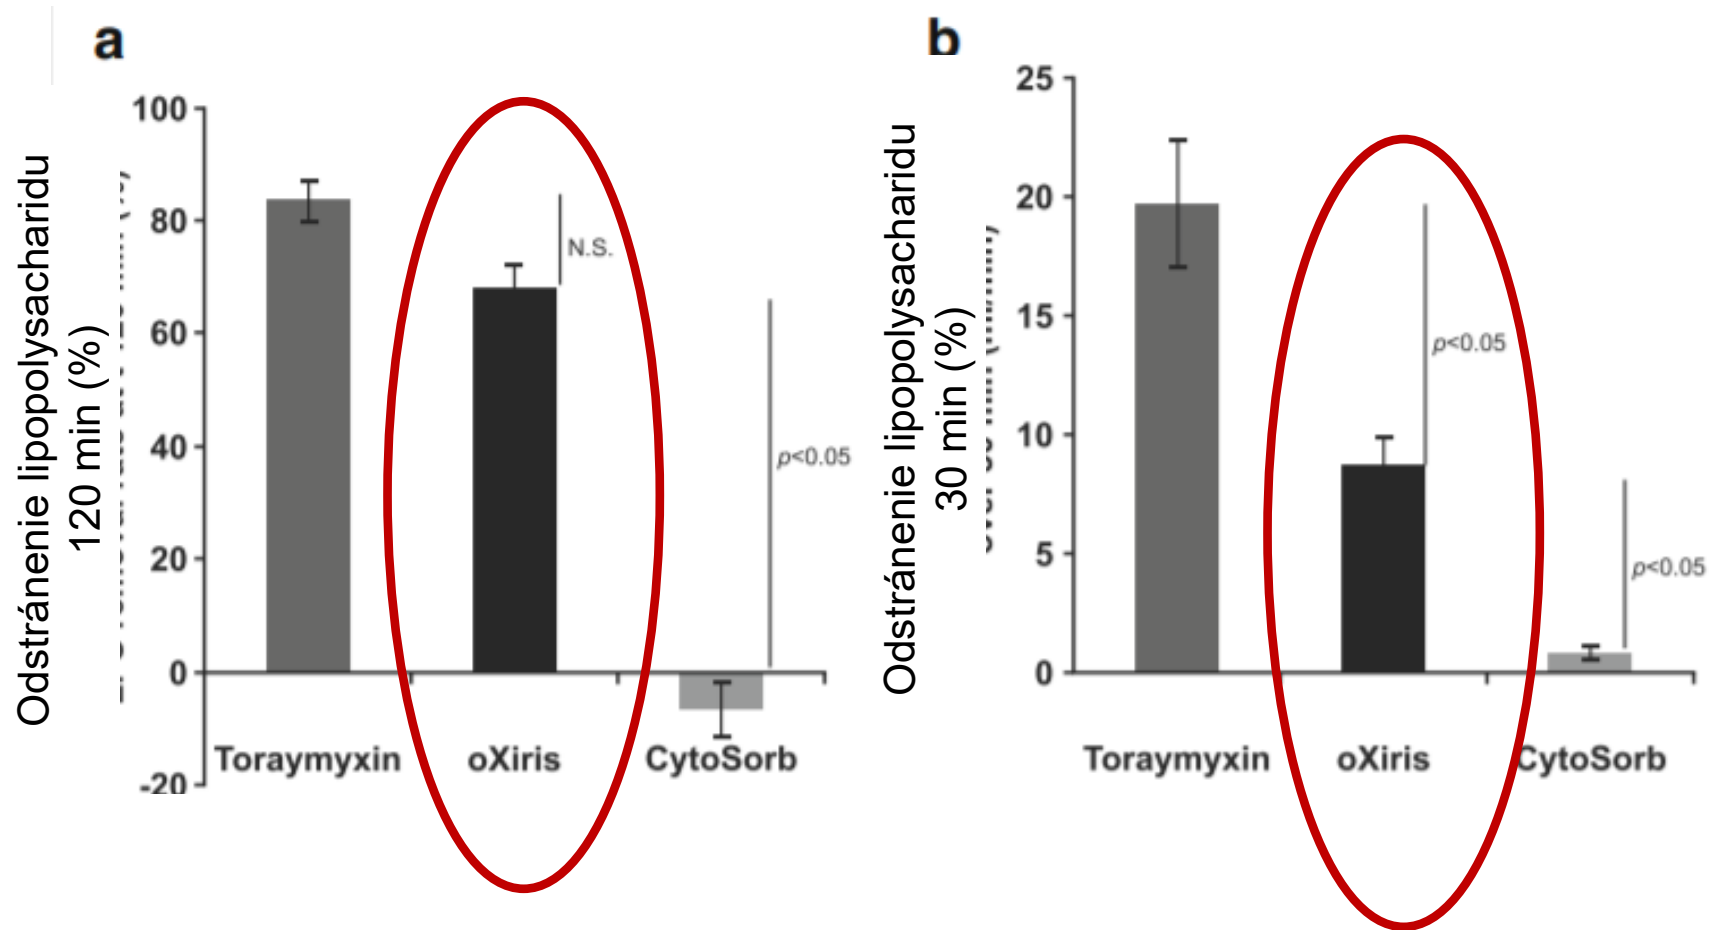 a
Odstránenie lipopolysacharidu
120 min (%)
100
80
60
40
20
0
-20
N.S.
p<0.05
Toraymyxin oXiris CytoSorb
b
Odstránenie lipopolysacharidu
30 min (%)
25
20
15
10
5
0
p<0.05
p<0.05
Toraymyxin oXiris CytoSorb